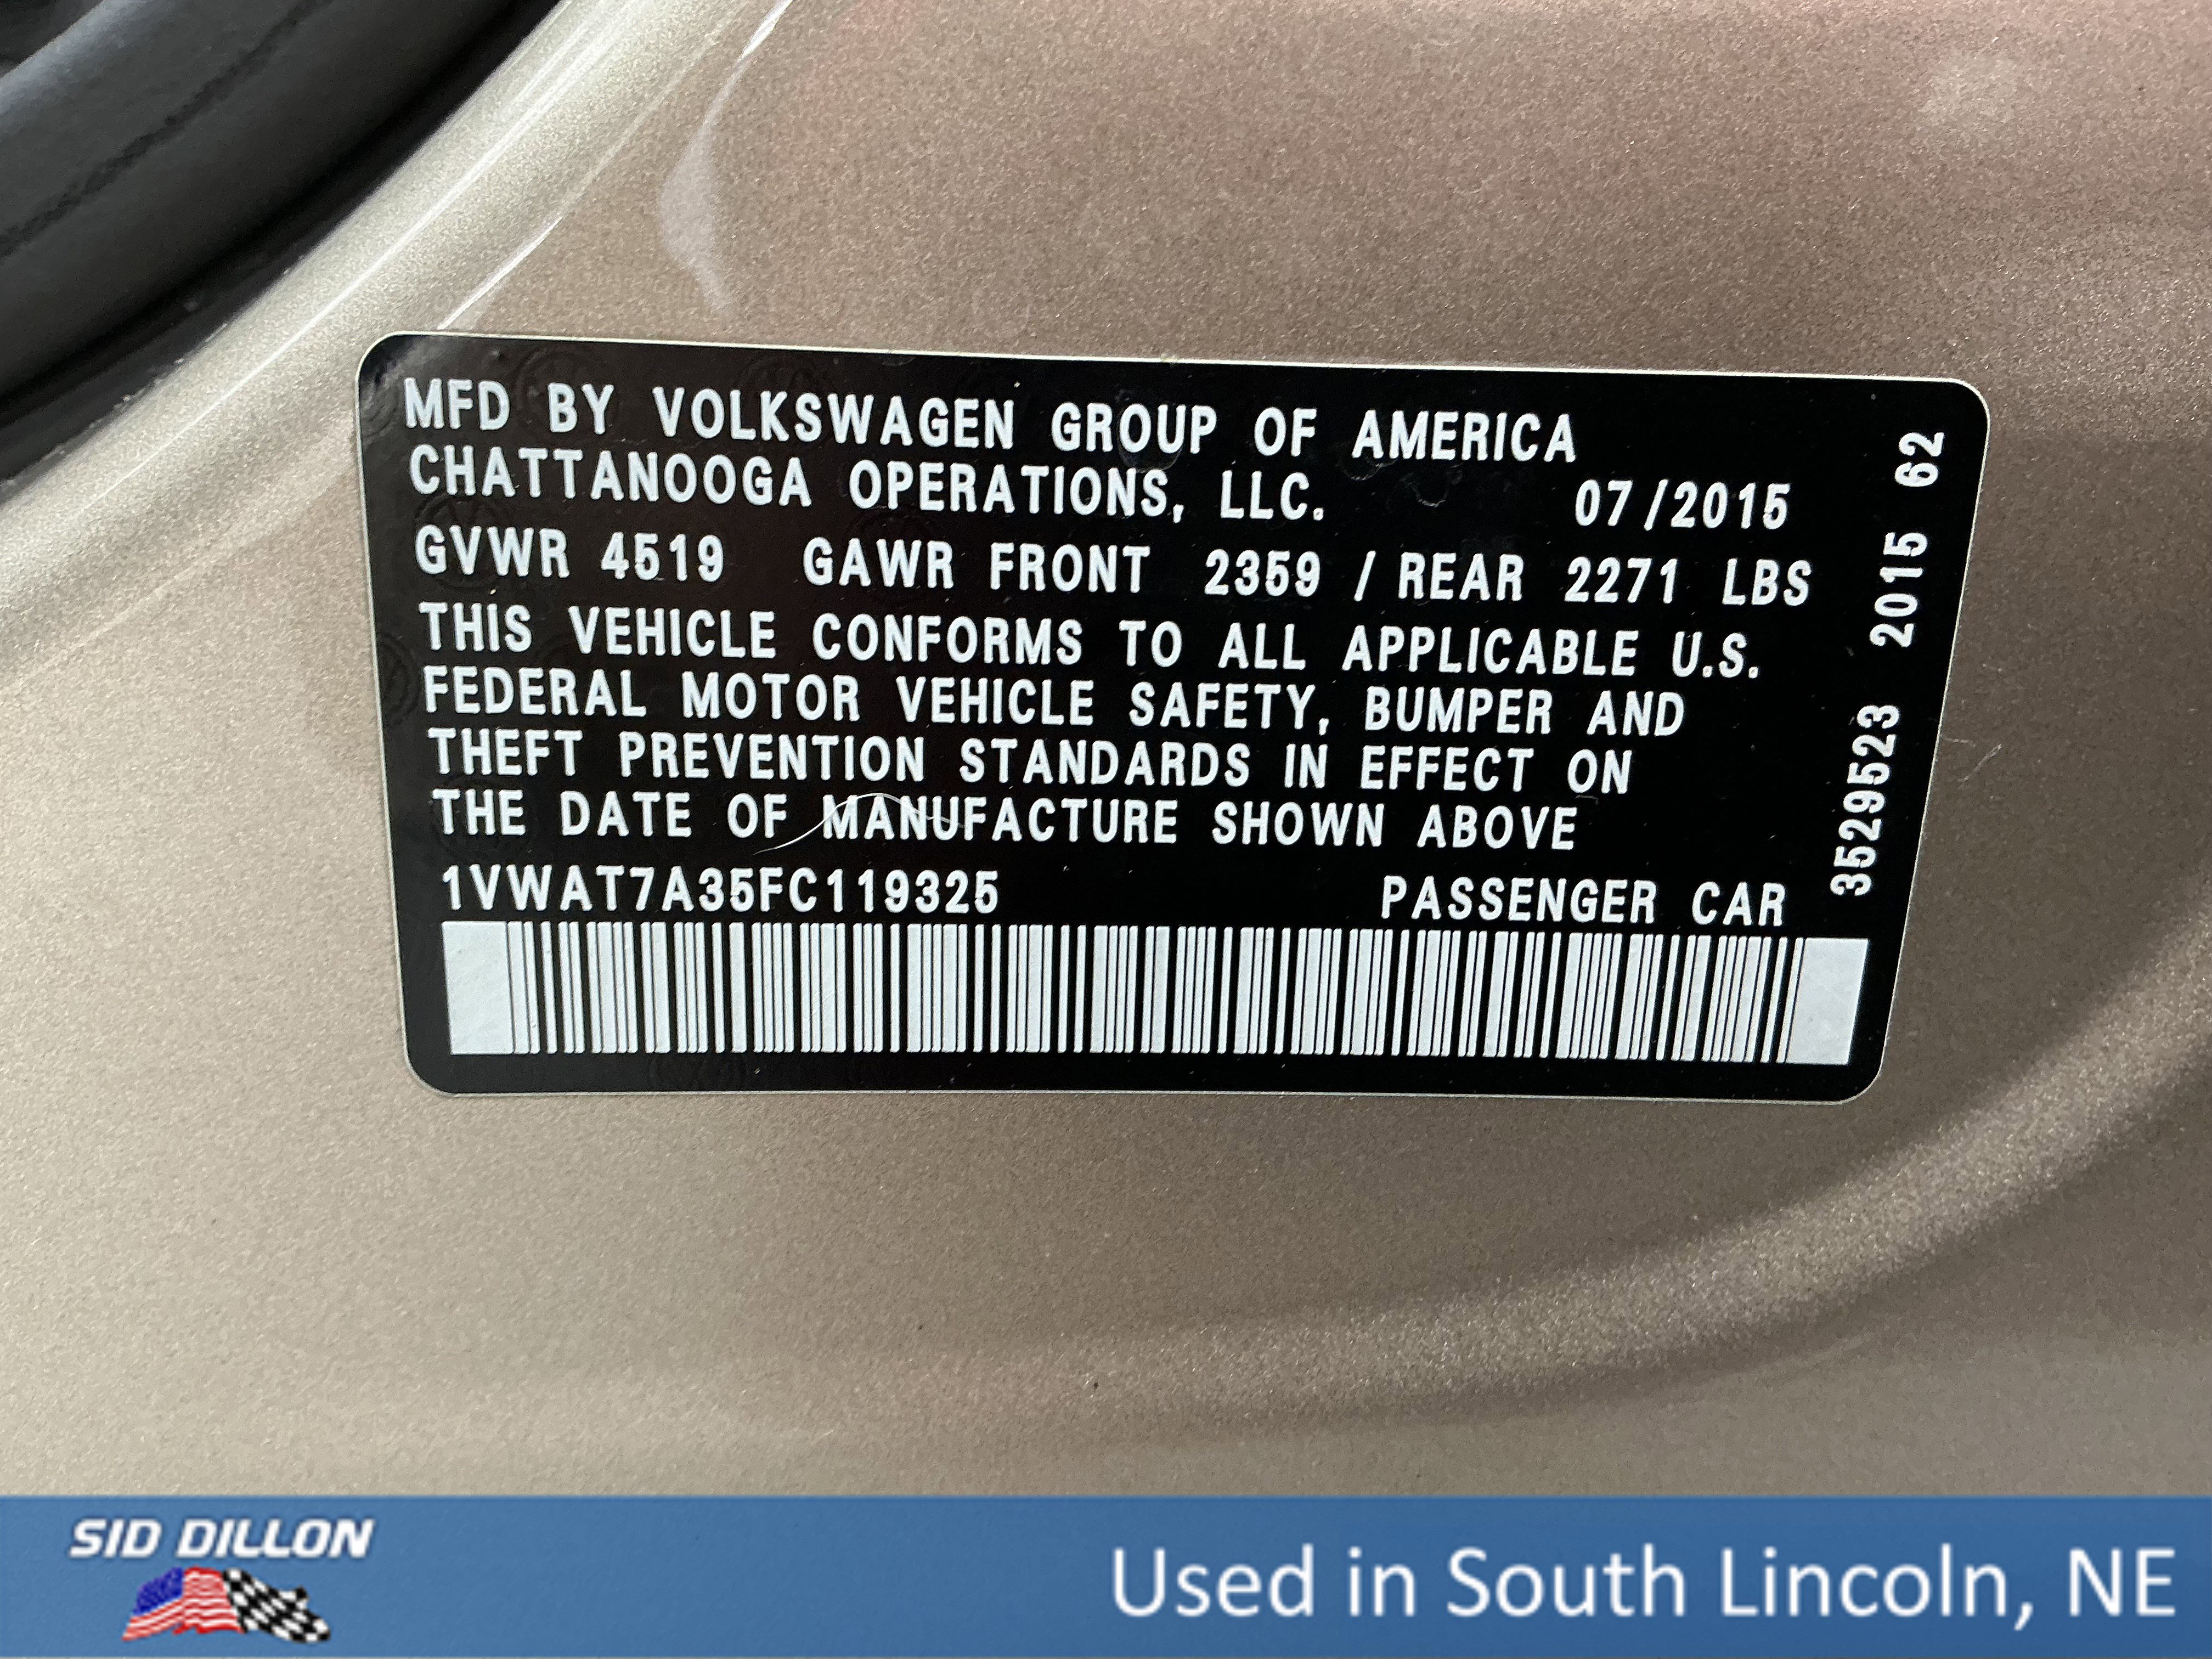 MFD BY VOLKSWAGEN GROUP OF AMERICA
CHATTANOOGA OPERATIONS, LLC. 07/2015
GVWR 4519 GAWR FRONT 2359 / REAR 2271 LBS
THIS VEHICLE CONFORMS TO ALL APPLICABLE U.S.
FEDERAL MOTOR VEHICLE SAFETY, BUMPER AND
THEFT PREVENTION STANDARDS IN EFFECT ON
THE DATE OF MANUFACTURE SHOWN ABOVE
1VWAT7A35FC119325 PASSENGER CAR
3529523 2015 62
SID DILLON
Used in South Lincoln, NE